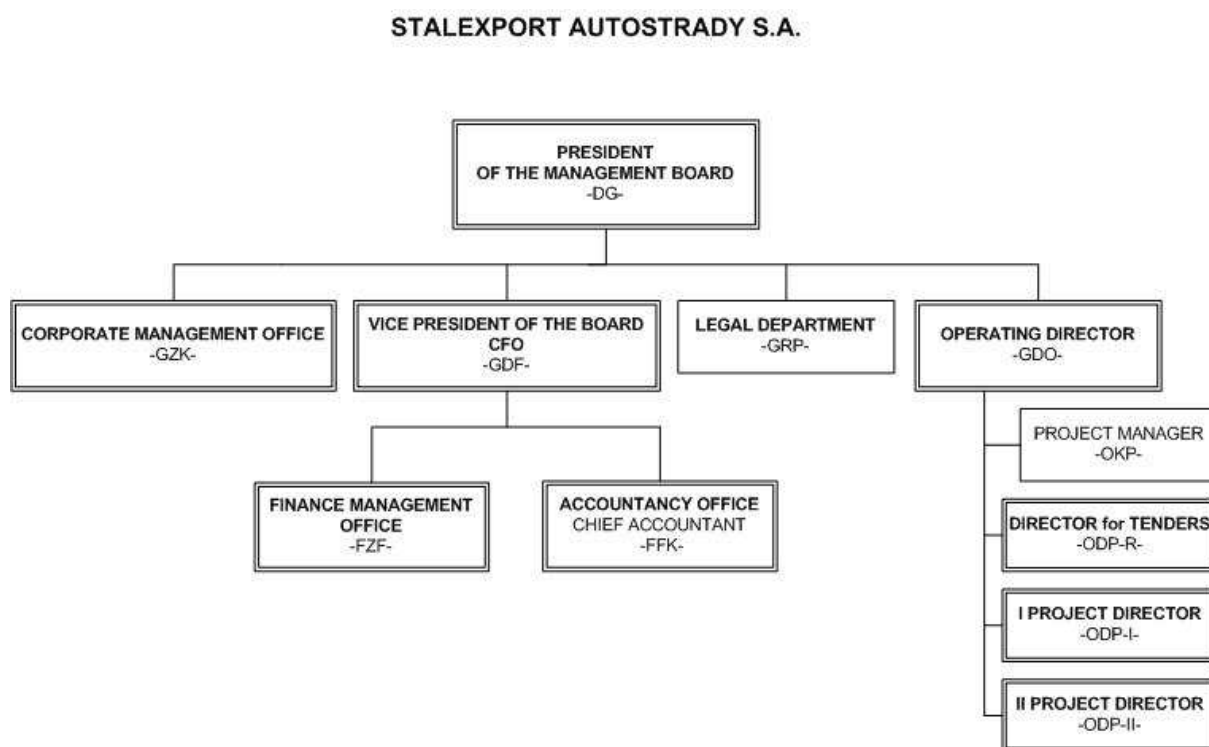 STALEXPORT AUTOSTRADY S.A.
PRESIDENT
OF THE MANAGEMENT BOARD
-DG-
CORPORATE MANAGEMENT OFFICE
-GZK-
VICE PRESIDENT OF THE BOARD
CFO
-GDF-
LEGAL DEPARTMENT
-GRP-
OPERATING DIRECTOR
-GDO-
FINANCE MANAGEMENT
OFFICE
-FZF-
ACCOUNTANCY OFFICE
CHIEF ACCOUNTANT
-FFK-
PROJECT MANAGER
-OKP-
DIRECTOR for TENDERS
-ODP-R-
I PROJECT DIRECTOR
-ODP-I-
II PROJECT DIRECTOR
-ODP-II-